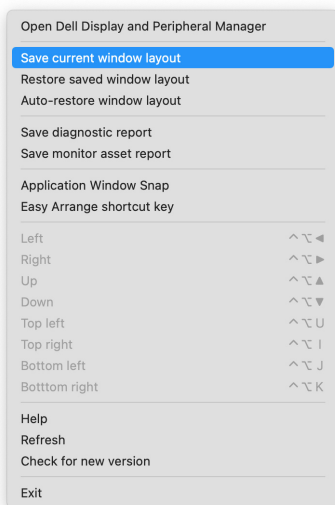 Open Dell Display and Peripheral Manager
Save current window layout
Restore saved window layout
Auto-restore window layout
Save diagnostic report
Save monitor asset report
Application Window Snap
Easy Arrange shortcut key
Left ^⌥◀
Right ^⌥▶
Up ^⌥▲
Down ^⌥▼
Top left ^⌥U
Top right ^⌥I
Bottom left ^⌥J
Botttom right ^⌥K
Help
Refresh
Check for new version
Exit